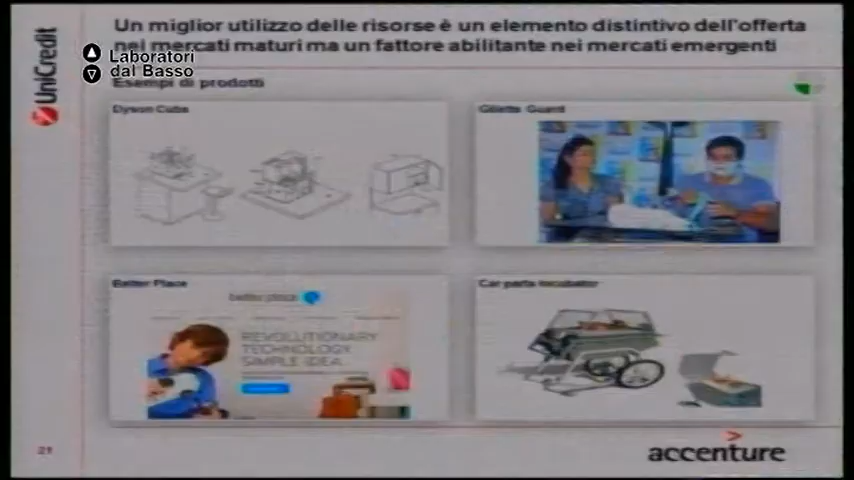 Un miglior utilizzo delle risorse è un elemento distintivo dell'offerta
nei mercati maturi ma un fattore abilitante nei mercati emergenti
UniCredit
Laboratori
dal Basso
Esempi di prodotti
Dyson Cube
Gillette Guard
Better Place
Car parts incubator
better place
REVOLUTIONARY
TECHNOLOGY
SIMPLE IDEA
21
accenture